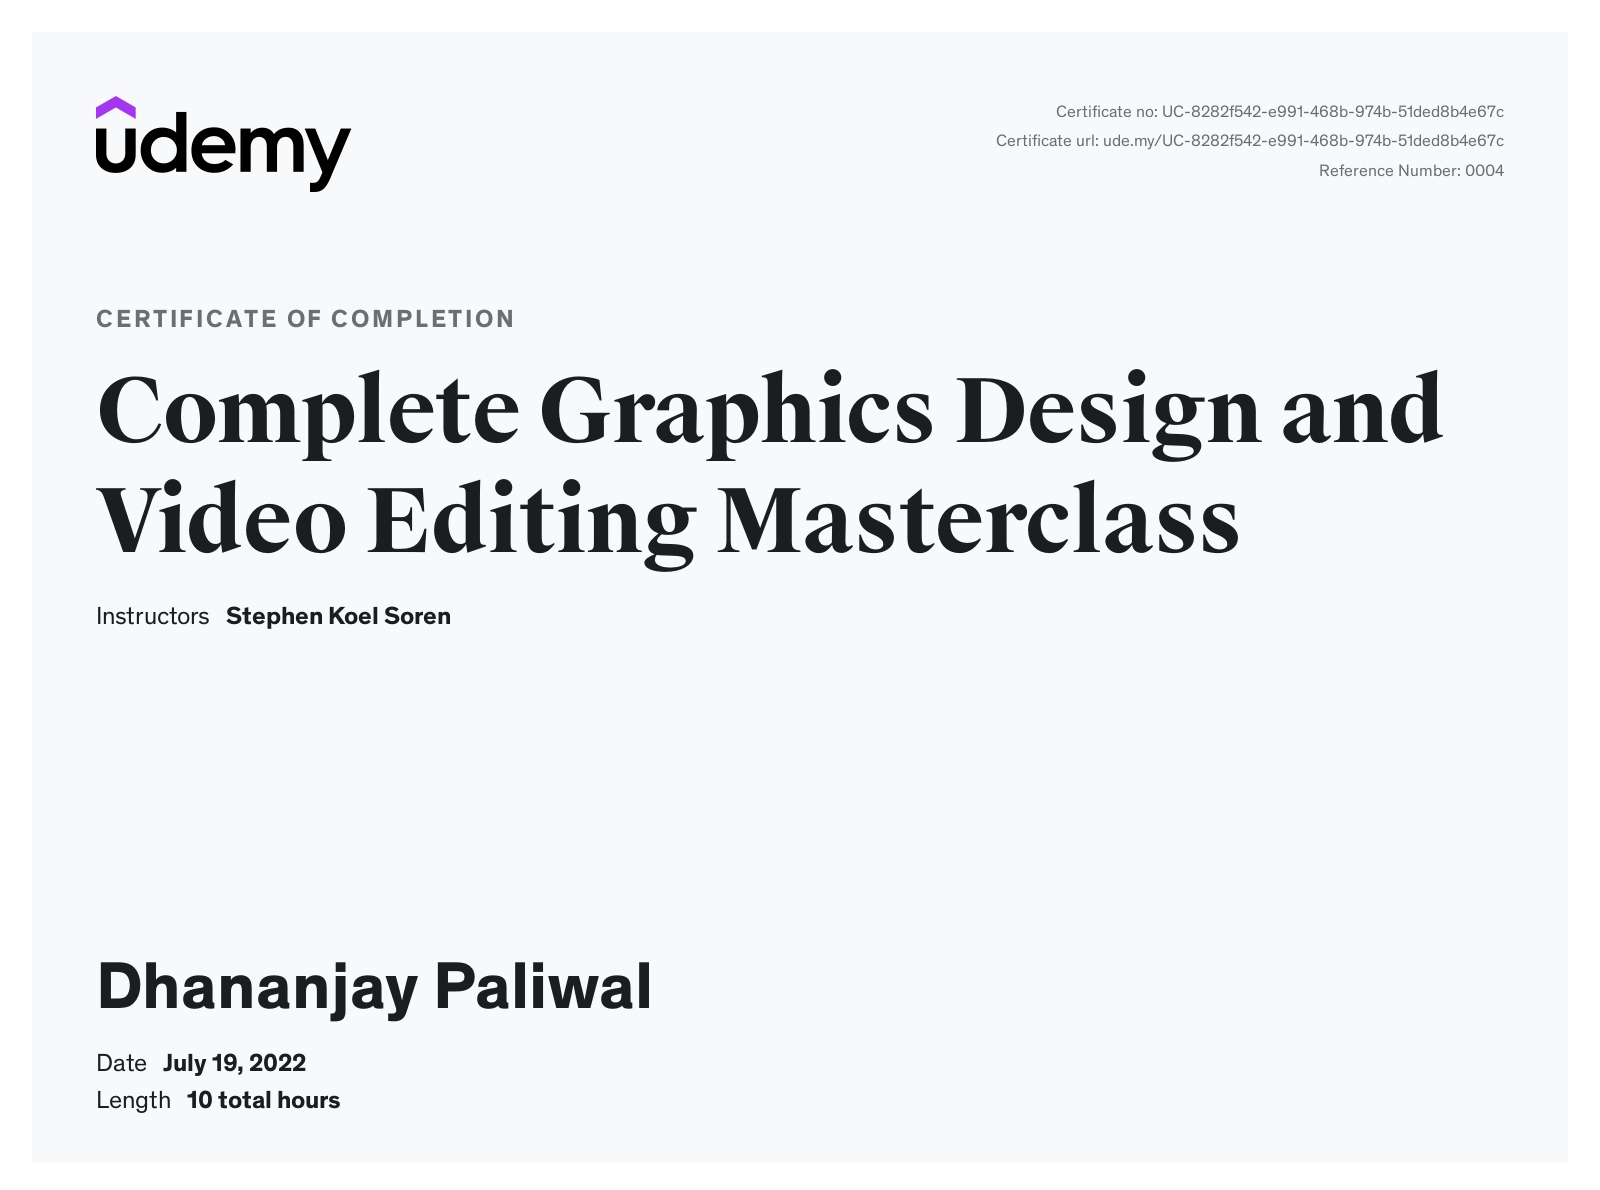 udemy
Certificate no: UC-8282f542-e991-468b-974b-51ded8b4e67c
Certificate url: ude.my/UC-8282f542-e991-468b-974b-51ded8b4e67c
Reference Number: 0004
CERTIFICATE OF COMPLETION
Complete Graphics Design and
Video Editing Masterclass
Instructors Stephen Koel Soren
Dhananjay Paliwal
Date July 19, 2022
Length 10 total hours